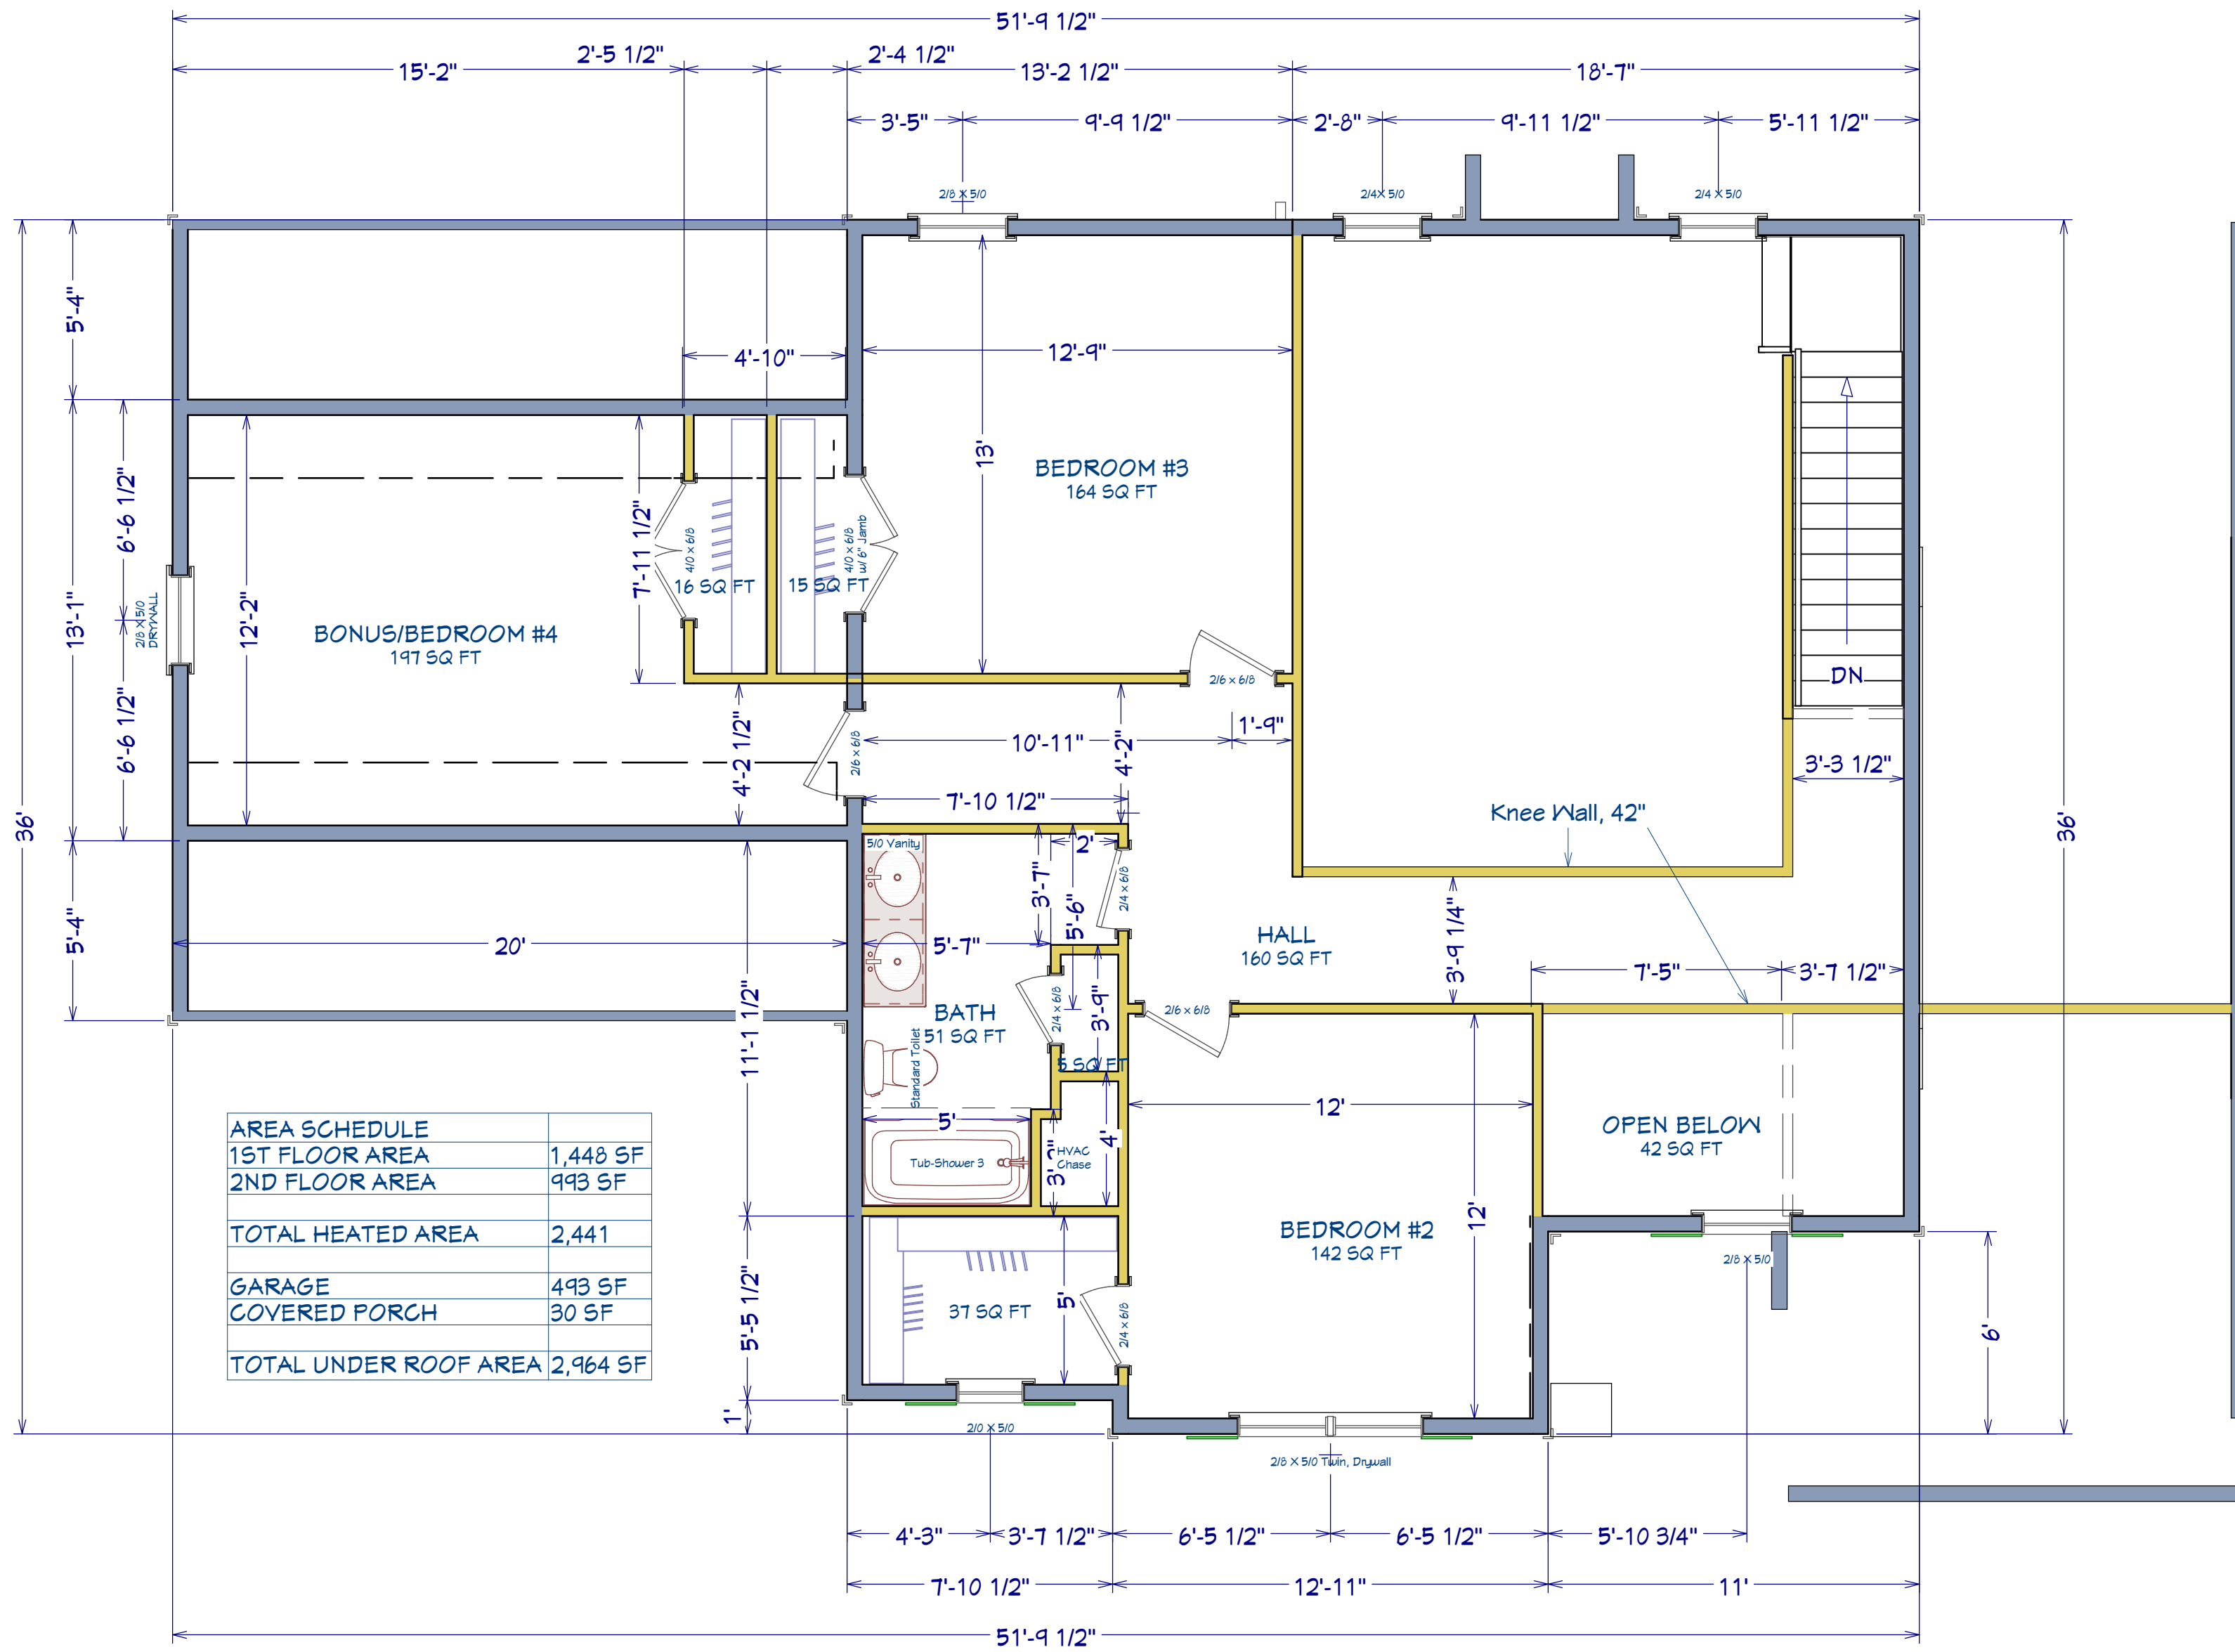 51'-9 1/2"
2'-5 1/2"
2'-4 1/2"
15'-2"
13'-2 1/2"
18'-7"
3'-5"
9'-9 1/2"
2'-8"
9'-11 1/2"
5'-11 1/2"
2/8 X 5/0
2/4X 5/0
2/4 X 5/0
5'-4"
4'-10"
12'-9"
13'
BEDROOM #3
164 SQ FT
6'-6 1/2"
7'-11 1/2"
4/0 x 6/8
4/0 x 6/8
w/ 6" Jamb
16 SQ FT
15 SQ FT
13'-1"
2/8 X 5/0
DRYWALL
12'-2"
BONUS/BEDROOM #4
197 SQ FT
2/6 x 6/8
DN
6'-6 1/2"
4'-2 1/2"
2/6 x 6/8
10'-11"
1'-9"
4'-2"
3'-3 1/2"
7'-10 1/2"
Knee Wall, 42"
36'
36'
5/0 Vanity
2'
3'-7"
5'-6"
2/4 x 6/8
5'-4"
20'
5'-7"
HALL
160 SQ FT
3'-9 1/4"
7'-5"
3'-7 1/2"
11'-1 1/2"
BATH
51 SQ FT
2/4 x 6/8
3'-9"
2/6 x 6/8
Standard Toilet
5 SQ FT
5'
12'
OPEN BELOW
42 SQ FT
4'
HVAC
Chase
Tub-Shower 3
AREA SCHEDULE
1ST FLOOR AREA 1,448 SF
2ND FLOOR AREA 993 SF
TOTAL HEATED AREA 2,441
GARAGE 493 SF
COVERED PORCH 30 SF
TOTAL UNDER ROOF AREA 2,964 SF
12'
BEDROOM #2
142 SQ FT
2/8 X 5/0
5'-5 1/2"
37 SQ FT
5'
2/4 x 6/8
6'
1'
2/0 X 5/0
2/8 X 5/0 Twin, Drywall
4'-3"
3'-7 1/2"
6'-5 1/2"
6'-5 1/2"
5'-10 3/4"
7'-10 1/2"
12'-11"
11'
51'-9 1/2"